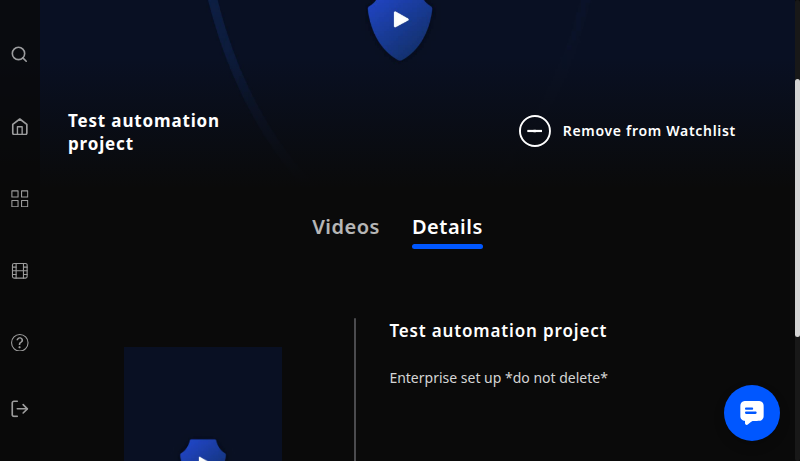 Test automation
project
Remove from Watchlist
Videos
Details
Test automation project
Enterprise set up *do not delete*